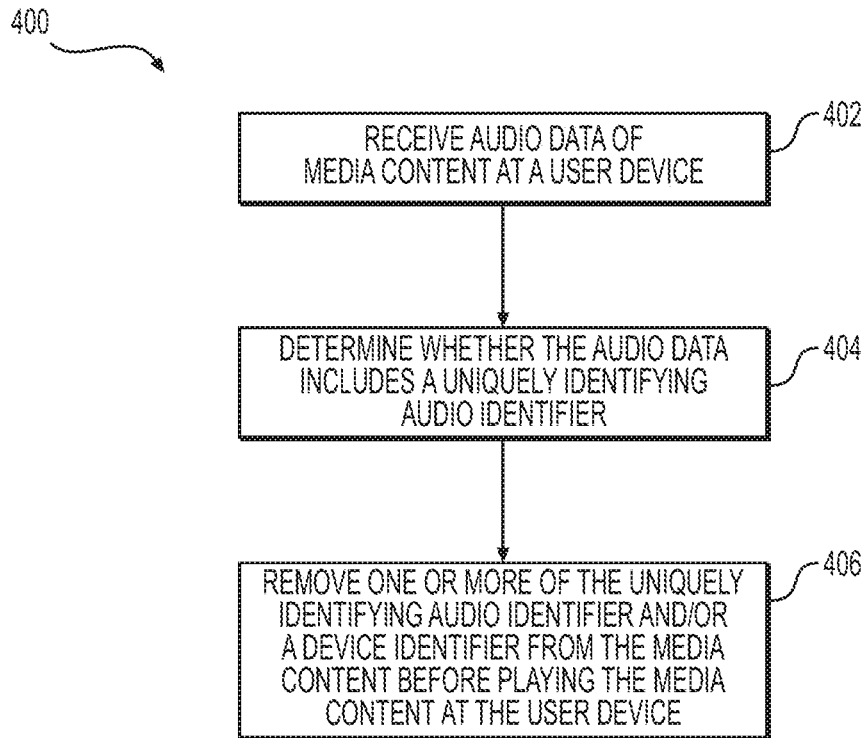 400
RECEIVE AUDIO DATA OF
MEDIA CONTENT AT A USER DEVICE
402
DETERMINE WHETHER THE AUDIO DATA
INCLUDES A UNIQUELY IDENTIFYING
AUDIO IDENTIFIER
404
REMOVE ONE OR MORE OF THE UNIQUELY
IDENTIFYING AUDIO IDENTIFIER AND/OR
A DEVICE IDENTIFIER FROM THE MEDIA
CONTENT BEFORE PLAYING THE MEDIA
CONTENT AT THE USER DEVICE
406